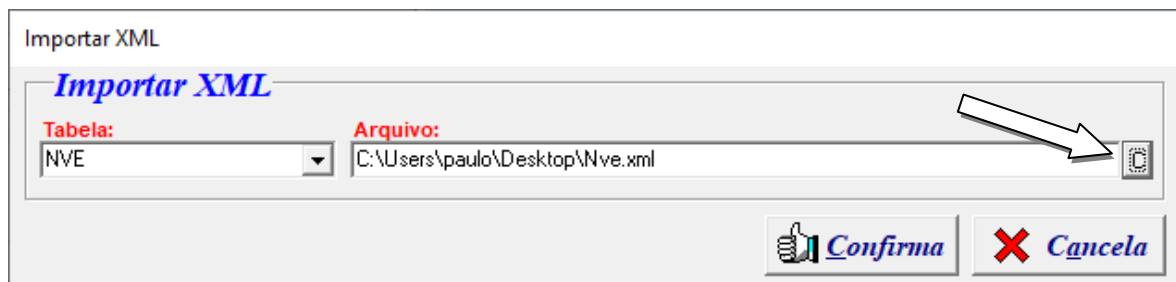 Importar XML
Importar XML
Tabela: Arquivo:
NVE C:\Users\paulo\Desktop\Nve.xml C
Confirma Cancela